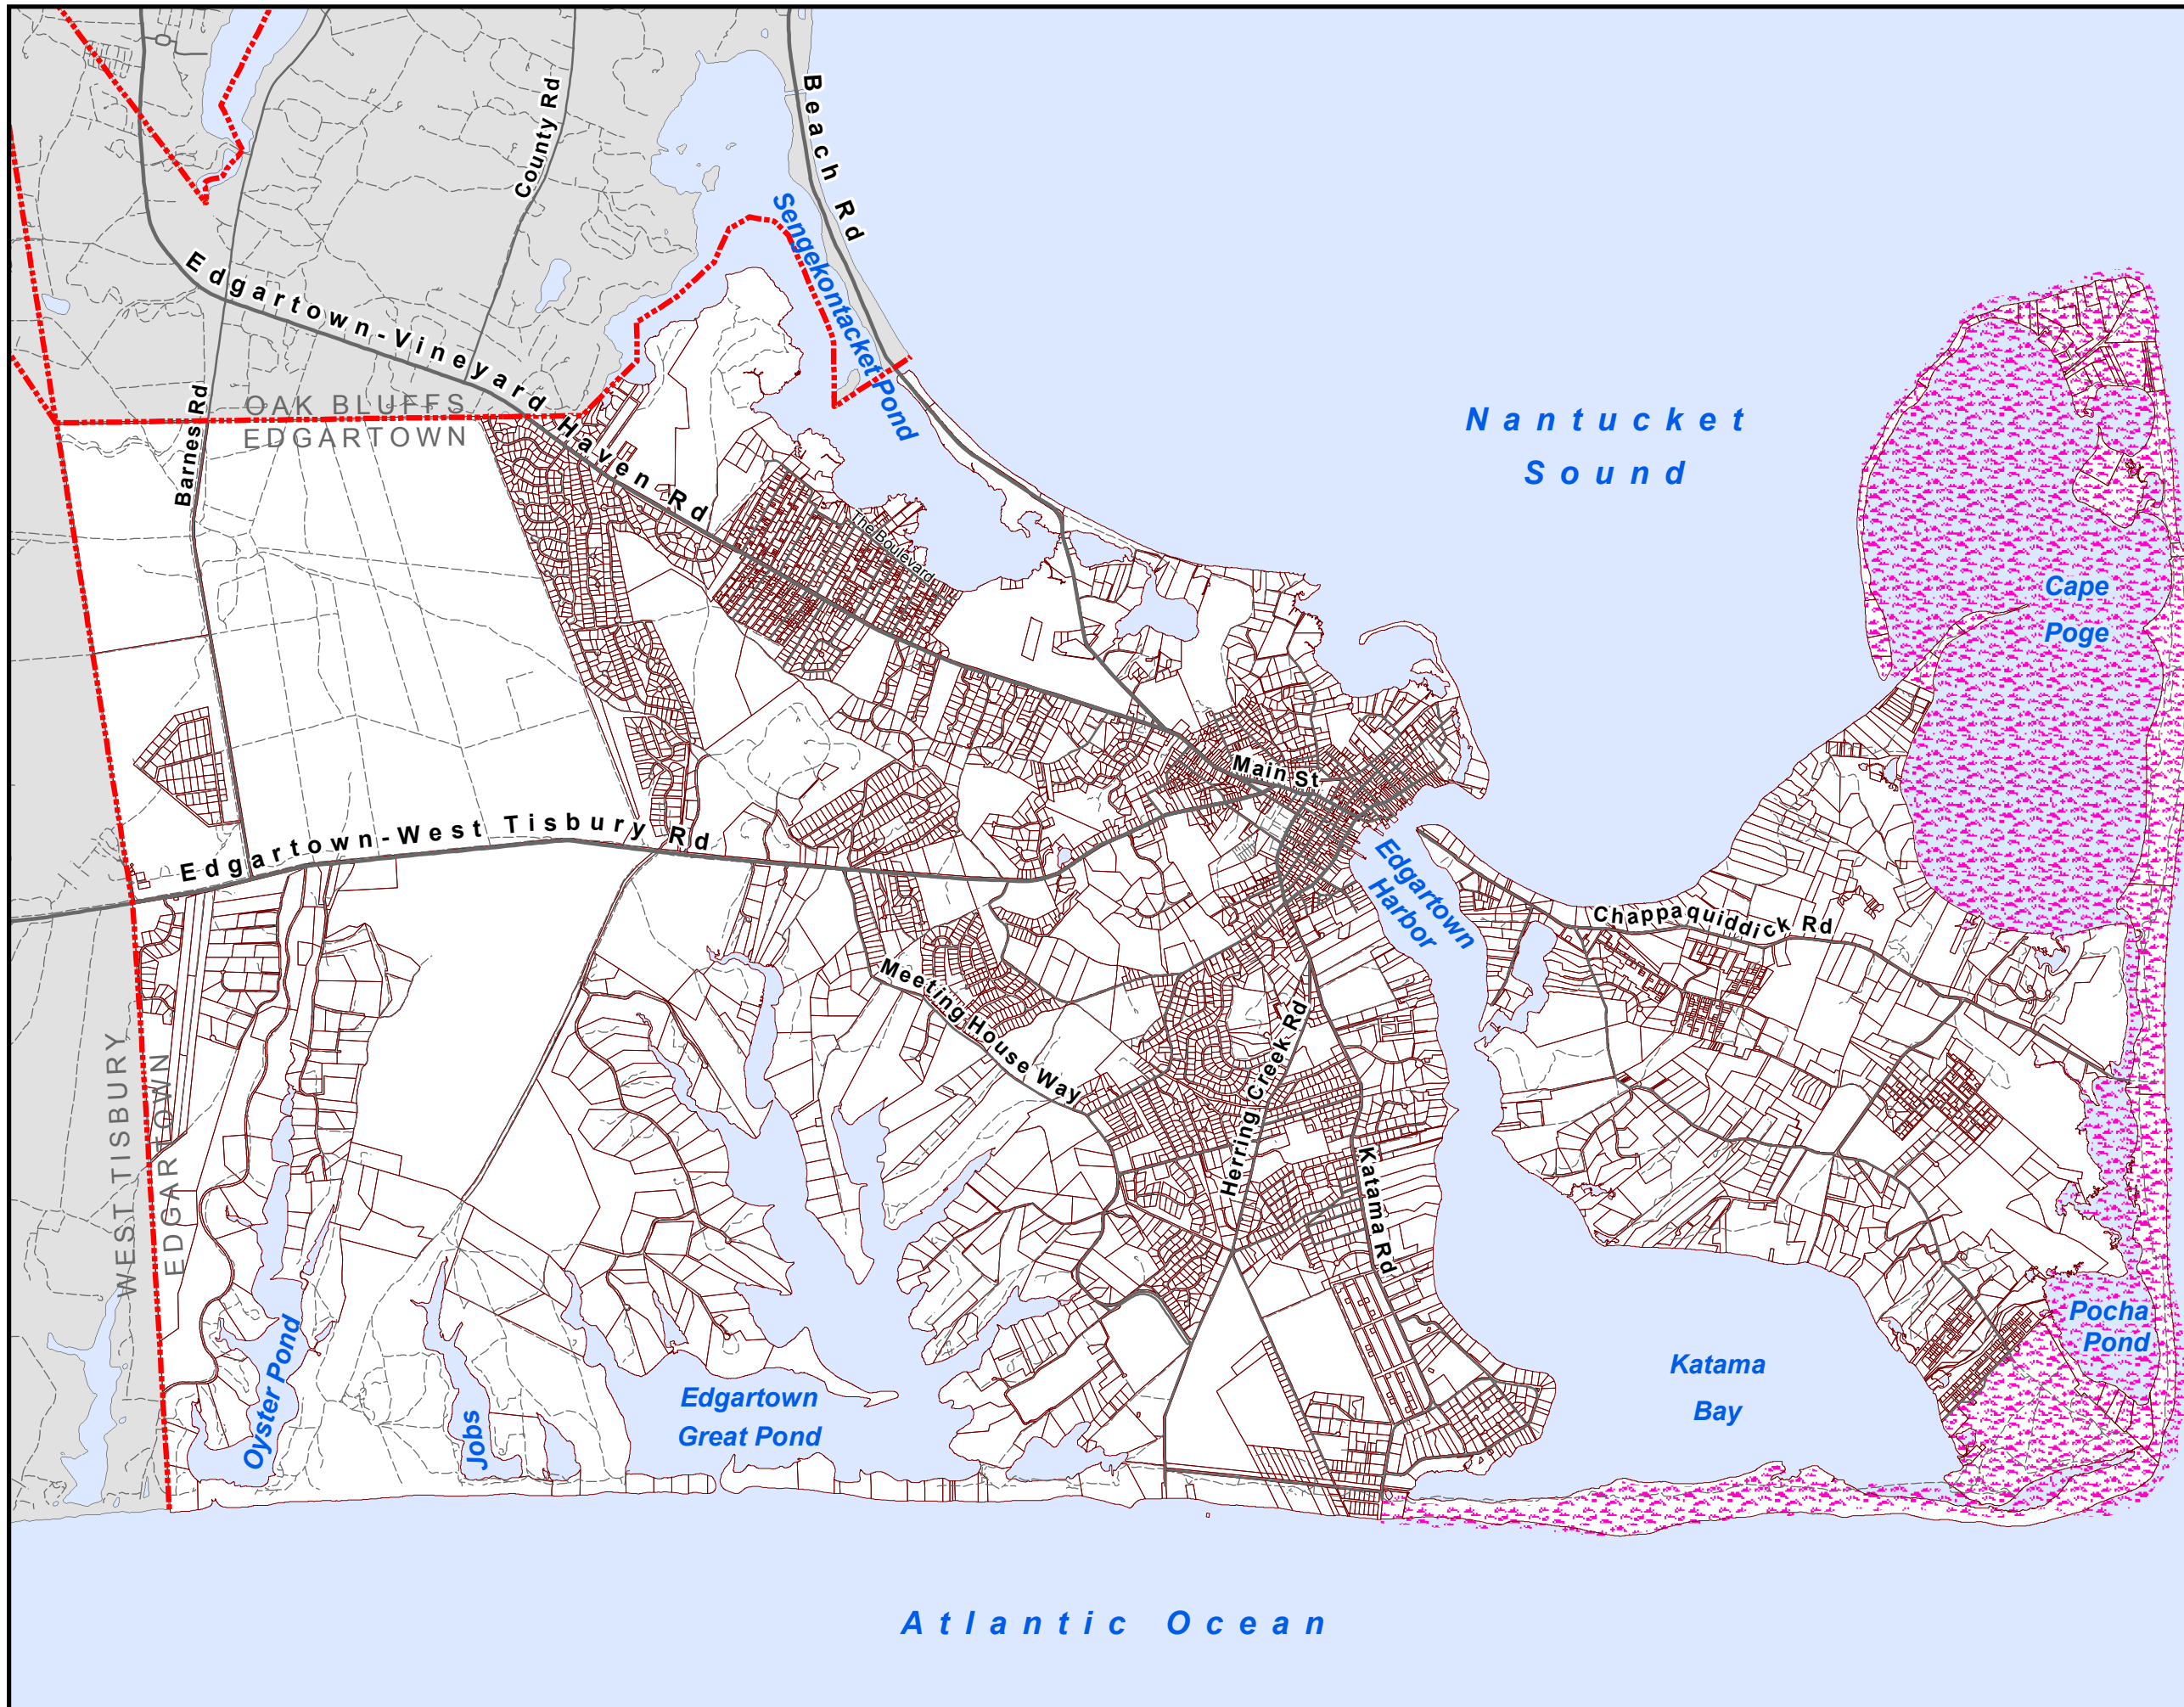 Beach Rd
County Rd
Sengekontacket Pond
Edgartown-Vineyard Haven Rd
Barnes Rd
OAK BLUFFS
EDGARTOWN
Nantucket
Sound
The Boulevard
Cape
Poge
Main St
Edgartown-West Tisbury Rd
Edgartown
Harbor
Chappaquiddick Rd
Meeting House Way
Herring Creek Rd
WEST TISBURY
EDGARTOWN
Katama Rd
Oyster Pond
Jobs
Edgartown
Great Pond
Katama
Bay
Pocha
Pond
Atlantic Ocean